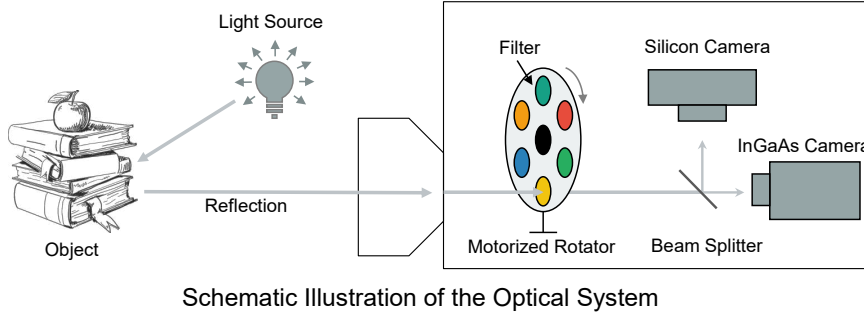 Light Source
Filter
Silicon Camera
InGaAs Camera
Reflection
Object
Motorized Rotator
Beam Splitter
Schematic Illustration of the Optical System